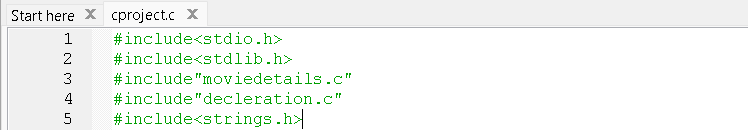 Start here X cproject.c X
1 #include<stdio.h>
2 #include<stdlib.h>
3 #include"moviedetails.c"
4 #include"decleration.c"
5 #include<strings.h>